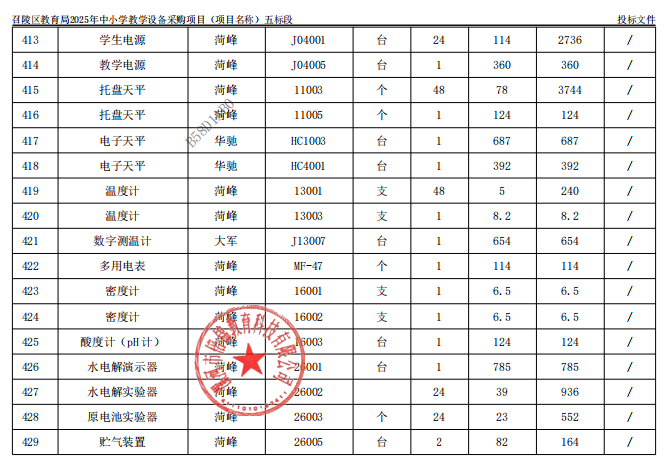 召陵区教育局2025年中小学教学设备采购项目（项目名称）五标段 投标文件
413 学生电源 菏峰 J04001 台 24 114 2736 /
414 教学电源 菏峰 J04005 台 1 360 360 /
415 托盘天平 菏峰 11003 个 48 78 3744 /
416 托盘天平 菏峰 11005 个 1 124 124 /
417 电子天平 华驰 HC1003 台 1 687 687 /
418 电子天平 华驰 HC4001 台 1 392 392 /
419 温度计 菏峰 13001 支 48 5 240 /
420 温度计 菏峰 13003 支 1 8.2 8.2 /
421 数字测温计 大军 J13007 台 1 654 654 /
422 多用电表 菏峰 MF-47 个 1 114 114 /
423 密度计 菏峰 16001 支 1 6.5 6.5 /
424 密度计 菏峰 16002 支 1 6.5 6.5 /
425 酸度计（pH计） 菏峰 16003 台 1 124 124 /
426 水电解演示器 菏峰 26001 台 1 785 785 /
427 水电解实验器 菏峰 26002 24 39 936 /
428 原电池实验器 菏峰 26003 个 24 23 552 /
429 贮气装置 菏峰 26005 台 2 82 164 /